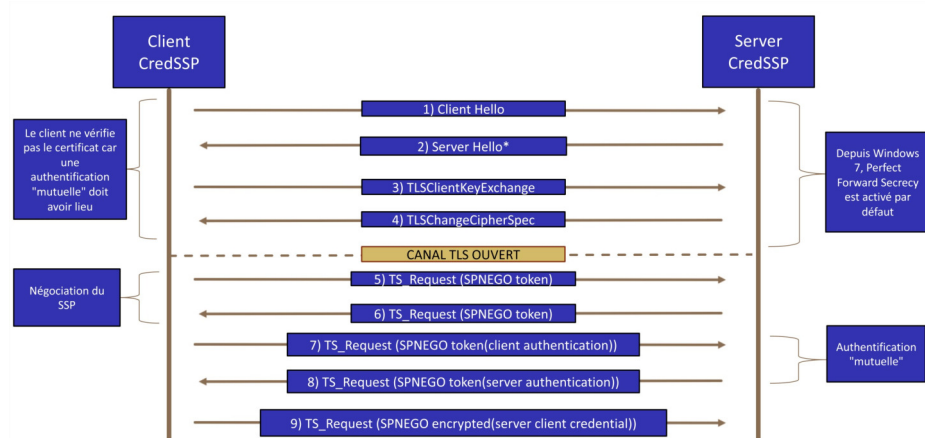 Client
CredSSP
Server
CredSSP
1) Client Hello
Le client ne vérifie
pas le certificat car
une
authentification
"mutuelle" doit
avoir lieu
2) Server Hello*
3) TLSClientKeyExchange
4) TLSChangeCipherSpec
Depuis Windows
7, Perfect
Forward Secrecy
est activé par
défaut
CANAL TLS OUVERT
5) TS_Request (SPNEGO token)
Négociation du
SSP
6) TS_Request (SPNEGO token)
7) TS_Request (SPNEGO token(client authentication))
8) TS_Request (SPNEGO token(server authentication))
Authentification
"mutuelle"
9) TS_Request (SPNEGO encrypted(server client credential))